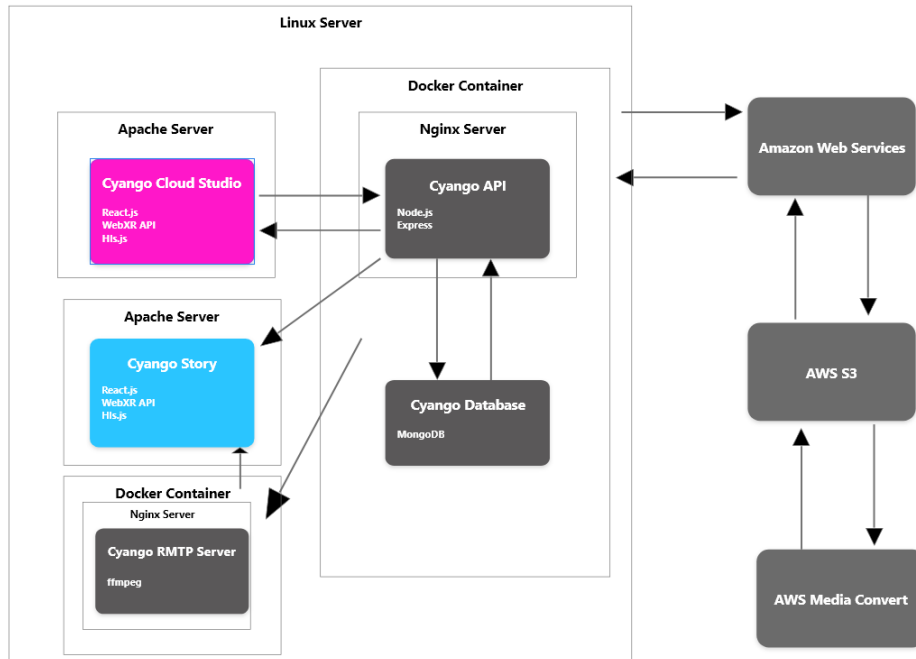 Linux Server
Docker Container
Apache Server
Nginx Server
Cyango Cloud Studio
React.js
WebXR API
Hls.js
Cyango API
Node.js
Express
Amazon Web Services
Apache Server
Cyango Story
React.js
WebXR API
Hls.js
Cyango Database
MongoDB
AWS S3
Docker Container
Nginx Server
Cyango RMTP Server
ffmpeg
AWS Media Convert